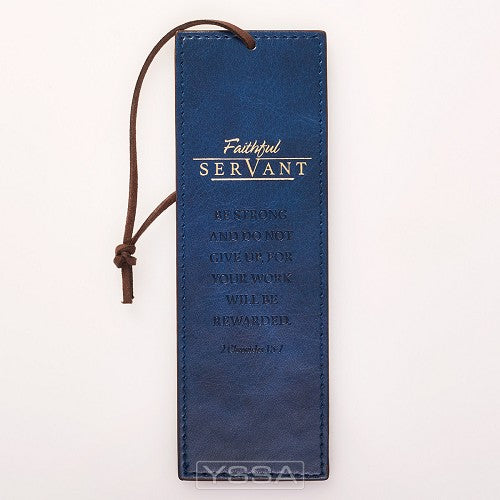 Faithful
SERVANT
BE STRONG
AND DO NOT
GIVE UP, FOR
YOUR WORK
WILL BE
REWARDED.
2 Chronicles 15:7
YSSA